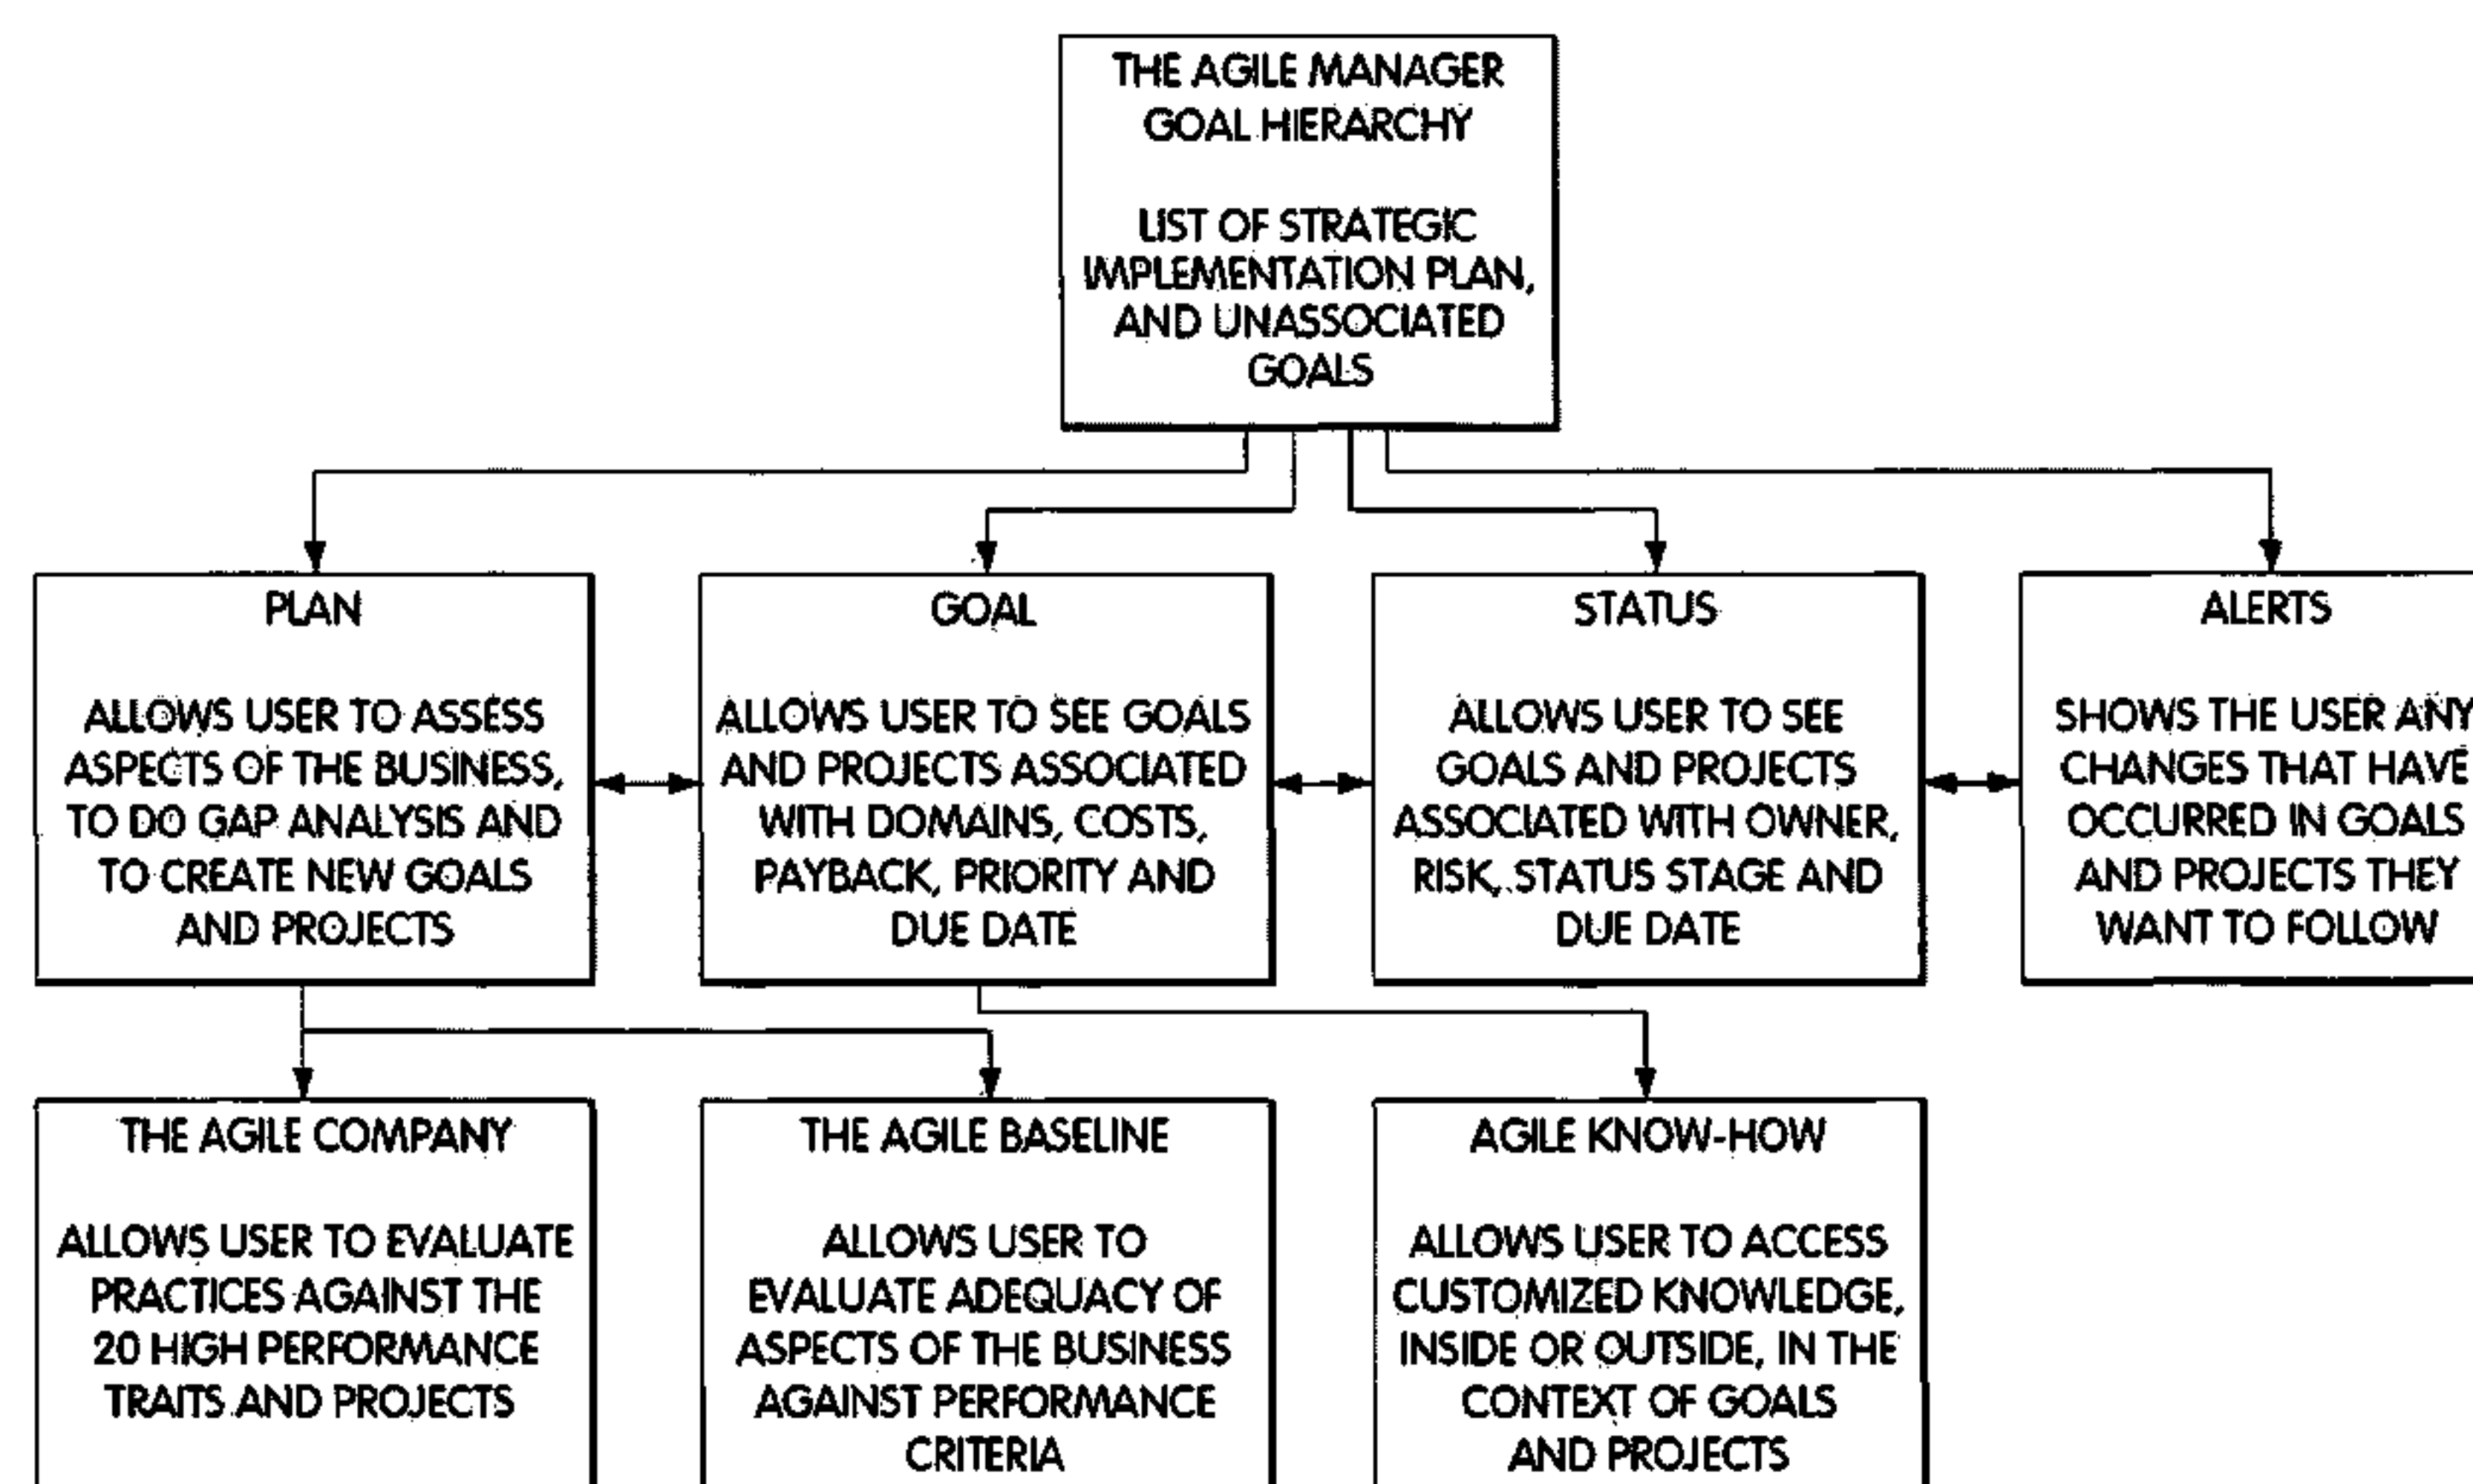 THE AGILE MANAGER
GOAL HIERARCHY
LIST OF STRATEGIC
IMPLEMENTATION PLAN,
AND UNASSOCIATED
GOALS
PLAN
ALLOWS USER TO ASSESS
ASPECTS OF THE BUSINESS,
TO DO GAP ANALYSIS AND
TO CREATE NEW GOALS
AND PROJECTS
GOAL
ALLOWS USER TO SEE GOALS
AND PROJECTS ASSOCIATED
WITH DOMAINS, COSTS,
PAYBACK, PRIORITY AND
DUE DATE
STATUS
ALLOWS USER TO SEE
GOALS AND PROJECTS
ASSOCIATED WITH OWNER,
RISK, STATUS STAGE AND
DUE DATE
ALERTS
SHOWS THE USER ANY
CHANGES THAT HAVE
OCCURRED IN GOALS
AND PROJECTS THEY
WANT TO FOLLOW
THE AGILE COMPANY
ALLOWS USER TO EVALUATE
PRACTICES AGAINST THE
20 HIGH PERFORMANCE
TRAITS AND PROJECTS
THE AGILE BASELINE
ALLOWS USER TO
EVALUATE ADEQUACY OF
ASPECTS OF THE BUSINESS
AGAINST PERFORMANCE
CRITERIA
AGILE KNOW-HOW
ALLOWS USER TO ACCESS
CUSTOMIZED KNOWLEDGE,
INSIDE OR OUTSIDE, IN THE
CONTEXT OF GOALS
AND PROJECTS